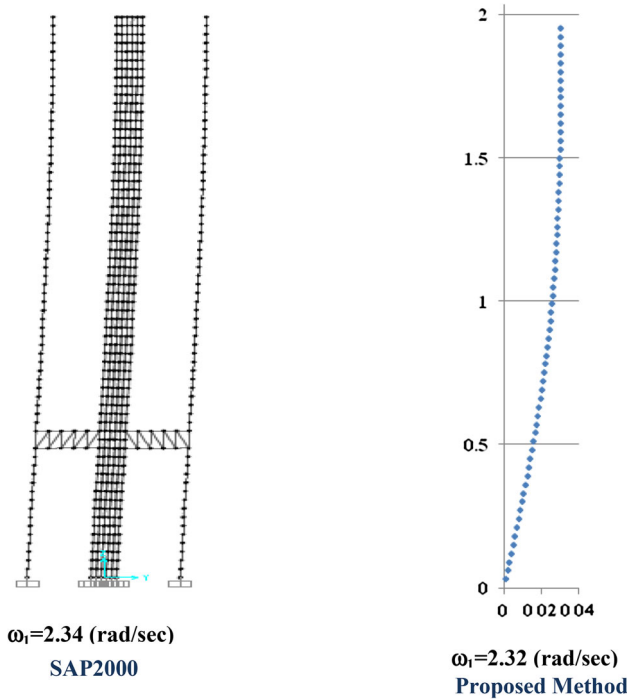 2
1.5
1
0.5
0
0 0 02 0 04
Y
ω₁=2.34 (rad/sec)
SAP2000
ω₁=2.32 (rad/sec)
Proposed Method